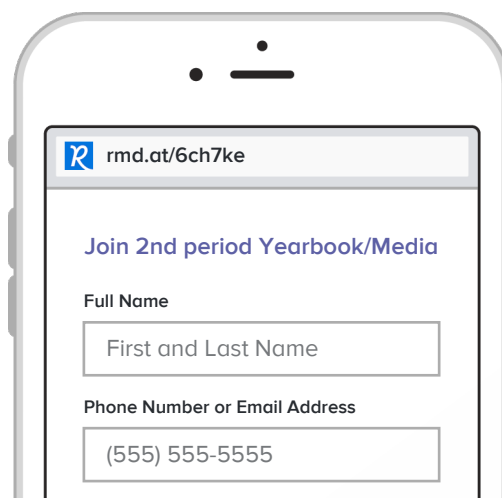 rmd.at/6ch7ke
Join 2nd period Yearbook/Media
Full Name
First and Last Name
Phone Number or Email Address
(555) 555-5555